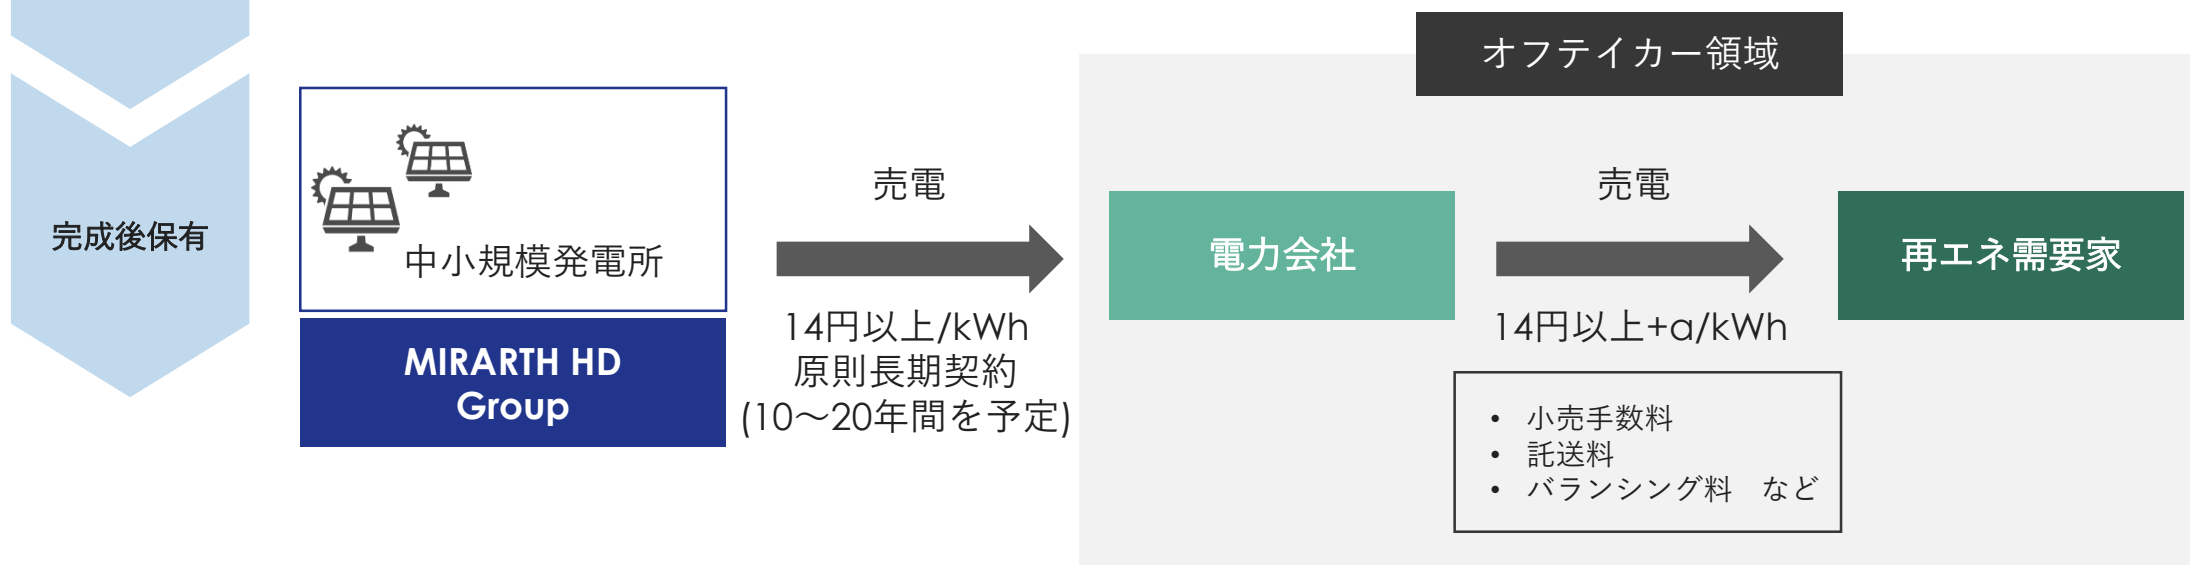 オフテイカー領域
完成後保有
中小規模発電所
MIRARTH HD
Group
売電
14円以上/kWh
原則長期契約
(10～20年間を予定)
電力会社
売電
14円以上+α/kWh
• 小売手数料
• 託送料
• バランシング料　など
再エネ需要家